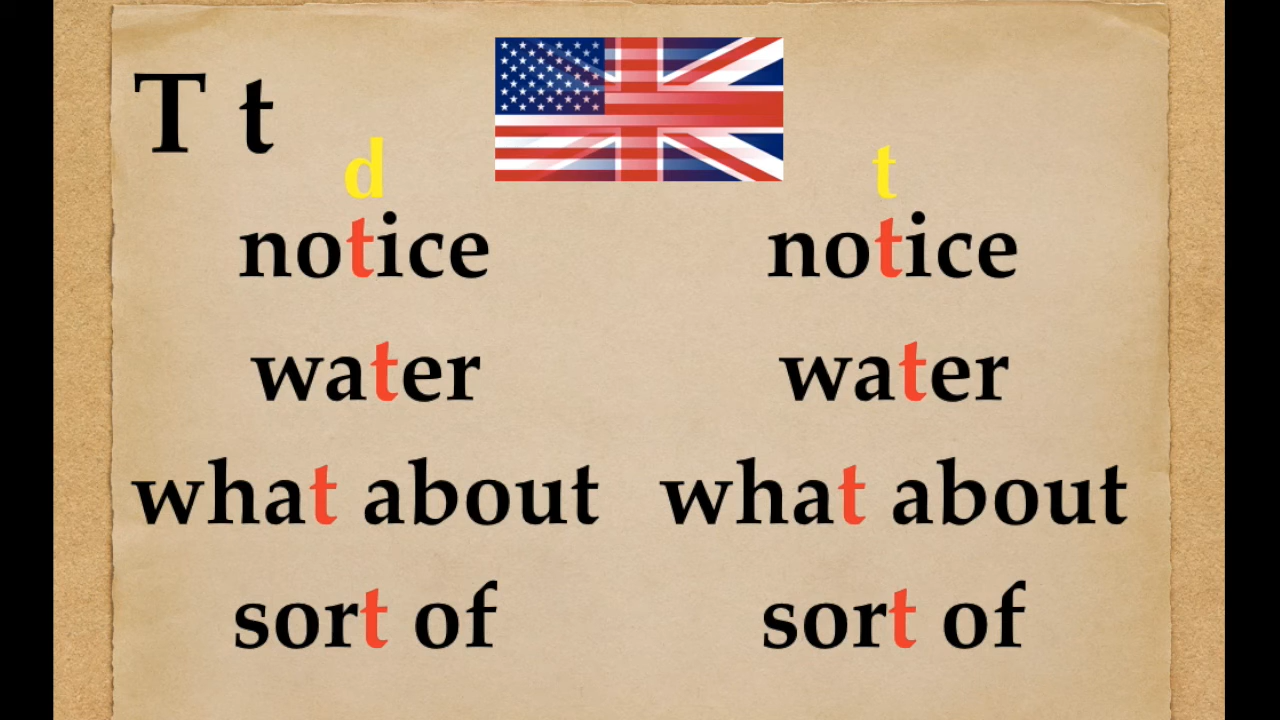 T t
d t
notice notice
water water
what about what about
sort of sort of